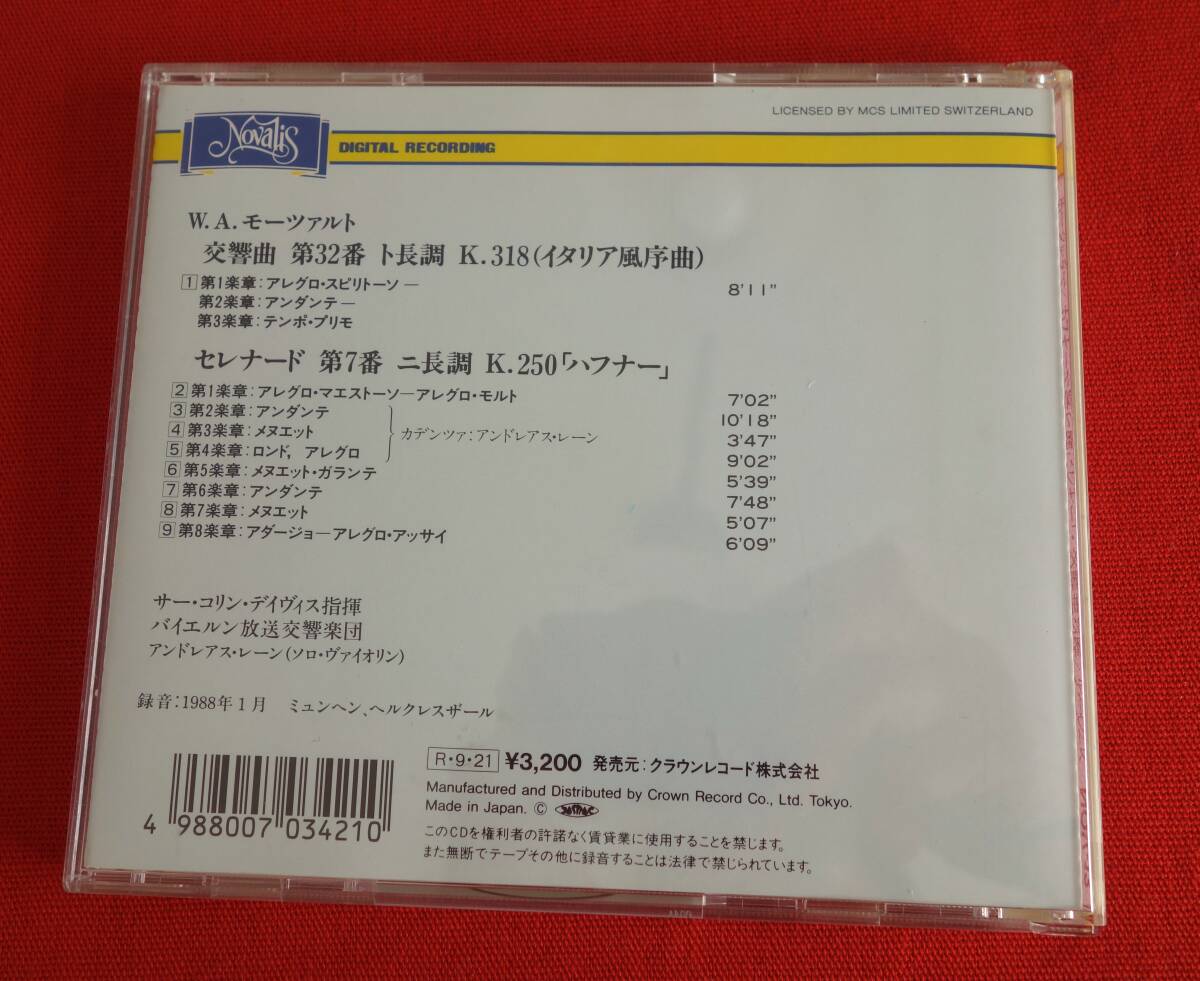 LICENSED BY MCS LIMITED SWITZERLAND
Novalis
DIGITAL RECORDING
W.A.モーツァルト
交響曲 第32番 ト長調 K.318(イタリア風序曲)
1 第1楽章:アレグロ・スピリトーソ― 8'11"
第2楽章:アンダンテ―
第3楽章:テンポ・プリモ
セレナード 第7番 ニ長調 K.250「ハフナー」
2 第1楽章:アレグロ・マエストーソ―アレグロ・モルト 7'02"
3 第2楽章:アンダンテ 10'18"
4 第3楽章:メヌエット 3'47"
カデンツァ:アンドレアス・レーン
5 第4楽章:ロンド, アレグロ 9'02"
6 第5楽章:メヌエット・ガランテ 5'39"
7 第6楽章:アンダンテ 7'48"
8 第7楽章:メヌエット 5'07"
9 第8楽章:アダージョ―アレグロ・アッサイ 6'09"
サー・コリン・デイヴィス指揮
バイエルン放送交響楽団
アンドレアス・レーン(ソロ・ヴァイオリン)
録音:1988年1月 ミュンヘン、ヘルクレスザール
R・9・21 ¥3,200 発売元:クラウンレコード株式会社
Manufactured and Distributed by Crown Record Co., Ltd. Tokyo.
Made in Japan. © JASRAC
このCDを権利者の許諾なく賃貸業に使用することを禁じます。
また無断でテープその他に録音することは法律で禁じられています。
4 988007 034210